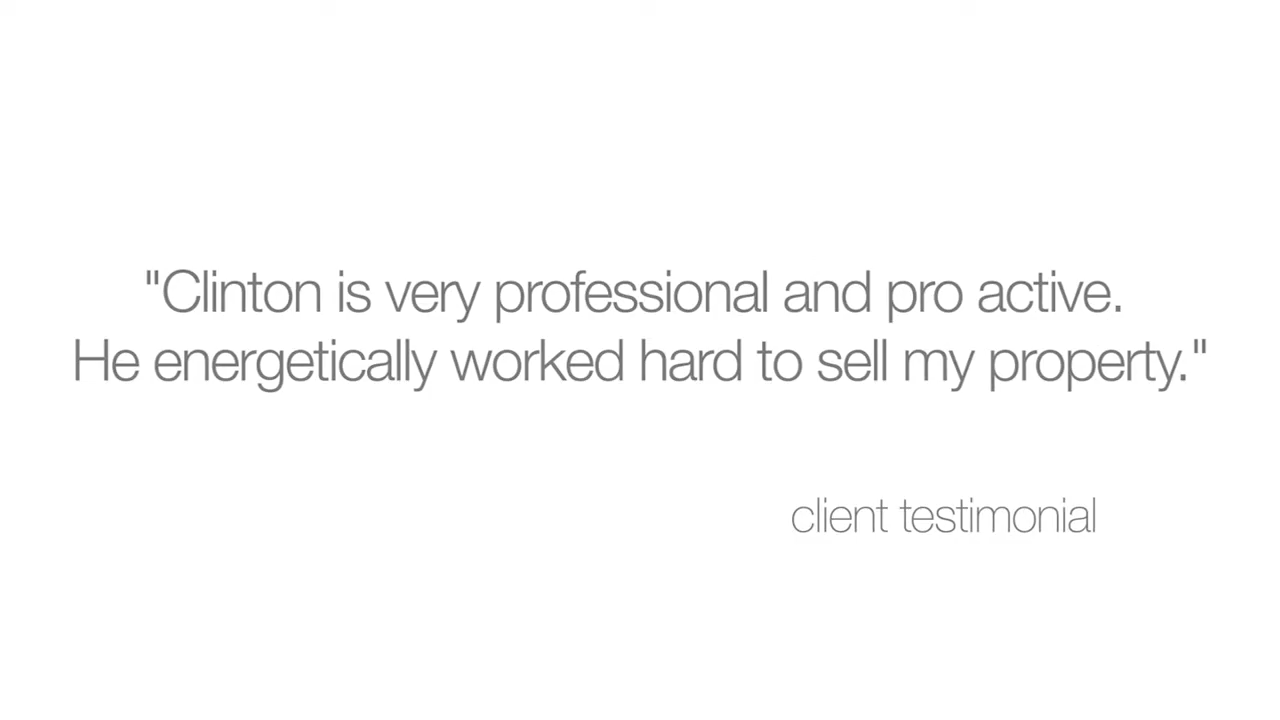 "Clinton is very professional and pro active.
He energetically worked hard to sell my property."
client testimonial